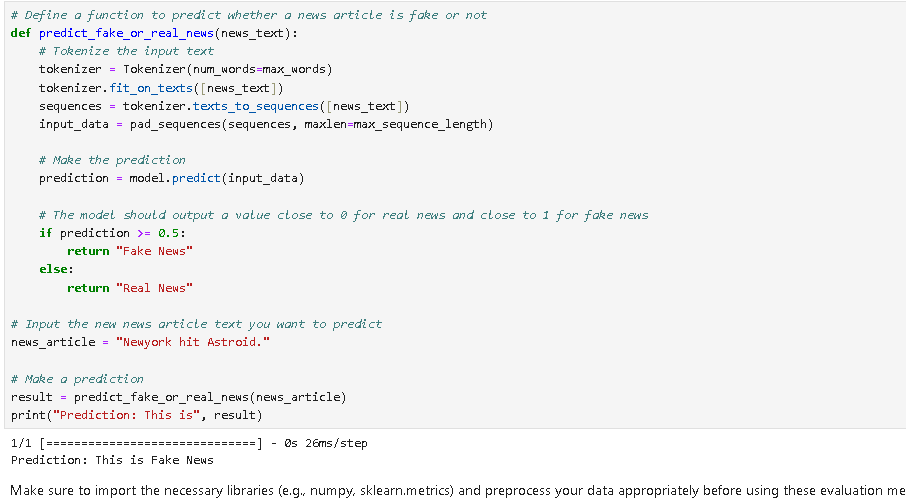 # Define a function to predict whether a news article is fake or not
def predict_fake_or_real_news(news_text):
    # Tokenize the input text
    tokenizer = Tokenizer(num_words=max_words)
    tokenizer.fit_on_texts([news_text])
    sequences = tokenizer.texts_to_sequences([news_text])
    input_data = pad_sequences(sequences, maxlen=max_sequence_length)

    # Make the prediction
    prediction = model.predict(input_data)

    # The model should output a value close to 0 for real news and close to 1 for fake news
    if prediction >= 0.5:
        return "Fake News"
    else:
        return "Real News"

# Input the new news article text you want to predict
news_article = "Newyork hit Astroid."

# Make a prediction
result = predict_fake_or_real_news(news_article)
print("Prediction: This is", result)
1/1 [==============================] - 0s 26ms/step
Prediction: This is Fake News
Make sure to import the necessary libraries (e.g., numpy, sklearn.metrics) and preprocess your data appropriately before using these evaluation me